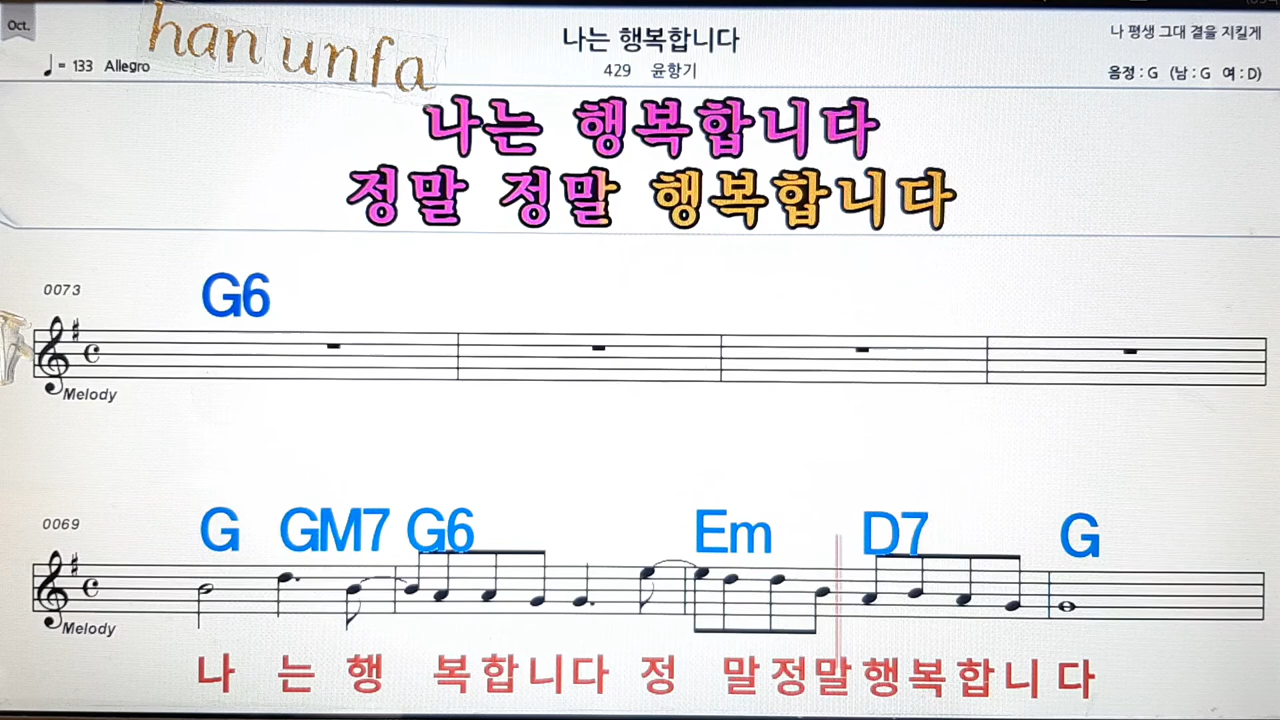 Oct.
han unfa
나는 행복합니다
나 평생 그대 곁을 지킬게
♩= 133 Allegro
429 윤항기
음정 : G (남 : G 여 : D)
나는 행복합니다
정말 정말 행복합니다
0073
G6
Melody
0069
G GM7 G6 Em D7 G
Melody
나 는 행 복합니다 정 말정말행복합니 다